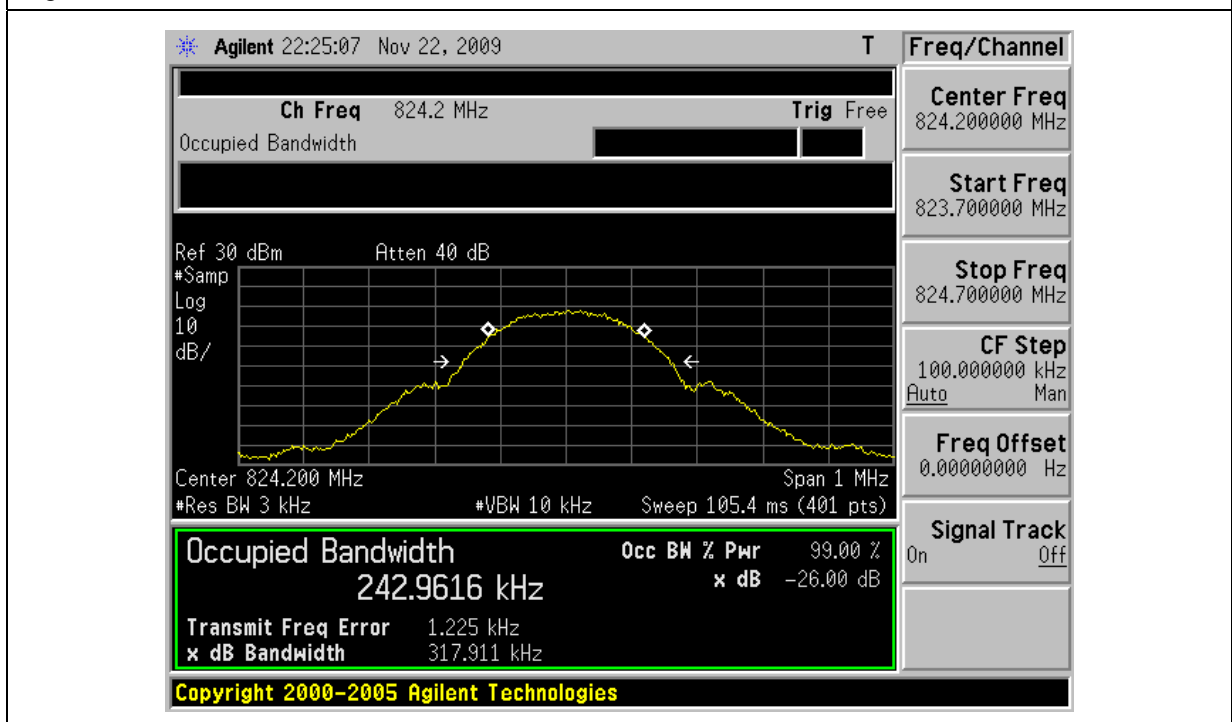 Agilent 22:25:07 Nov 22, 2009 T
Ch Freq 824.2 MHz Trig Free
Occupied Bandwidth
Ref 30 dBm Atten 40 dB
#Samp
Log
10
dB/
Center 824.200 MHz Span 1 MHz
#Res BW 3 kHz #VBW 10 kHz Sweep 105.4 ms (401 pts)
Occupied Bandwidth Occ BW % Pwr 99.00 %
242.9616 kHz x dB -26.00 dB
Transmit Freq Error 1.225 kHz
x dB Bandwidth 317.911 kHz
Copyright 2000-2005 Agilent Technologies
Freq/Channel
Center Freq
824.200000 MHz
Start Freq
823.700000 MHz
Stop Freq
824.700000 MHz
CF Step
100.000000 kHz
Auto Man
Freq Offset
0.00000000 Hz
Signal Track
On Off